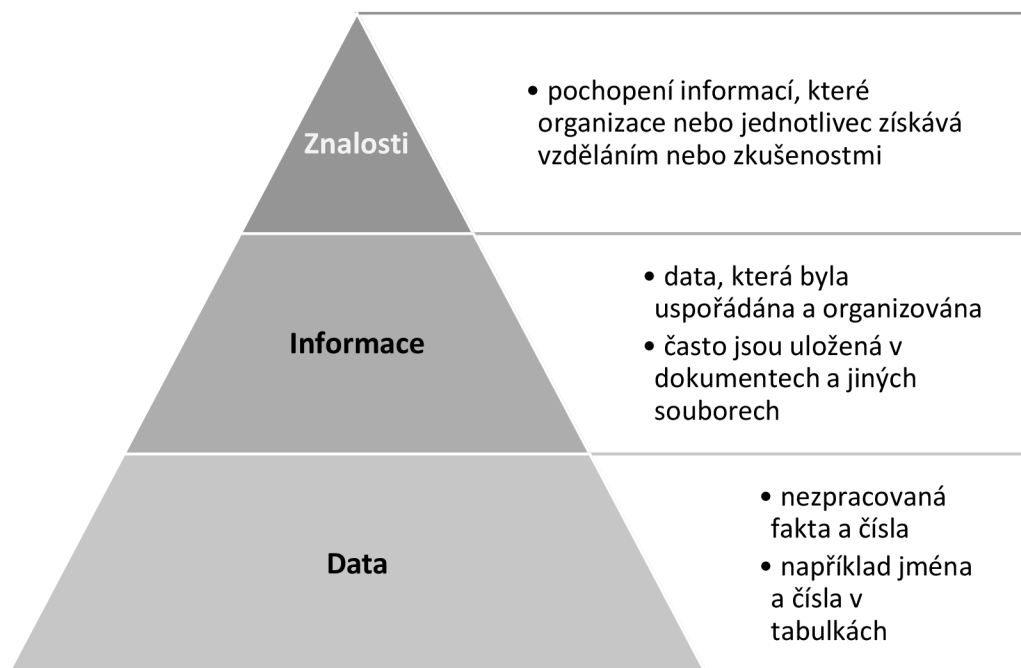 Znalosti
• pochopení informací, které
organizace nebo jednotlivec získává
vzděláním nebo zkušenostmi
Informace
• data, která byla
uspořádána a organizována
• často jsou uložená v
dokumentech a jiných
souborech
Data
• nezpracovaná
fakta a čísla
• například jména
a čísla v
tabulkách